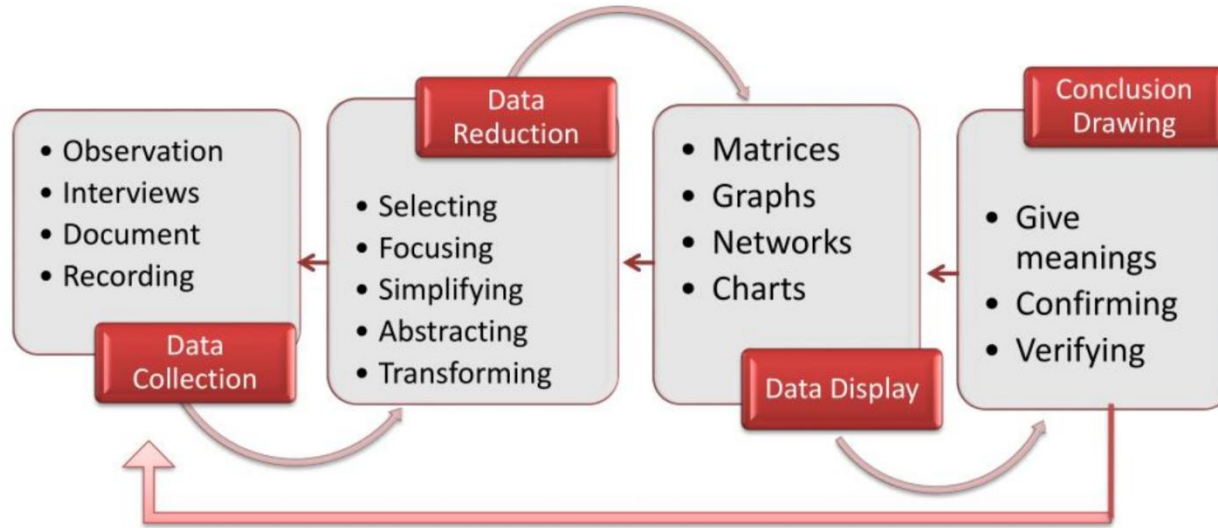 • Observation
• Interviews
• Document
• Recording
Data
Collection
Data
Reduction
• Selecting
• Focusing
• Simplifying
• Abstracting
• Transforming
• Matrices
• Graphs
• Networks
• Charts
Data Display
Conclusion
Drawing
• Give
meanings
• Confirming
• Verifying